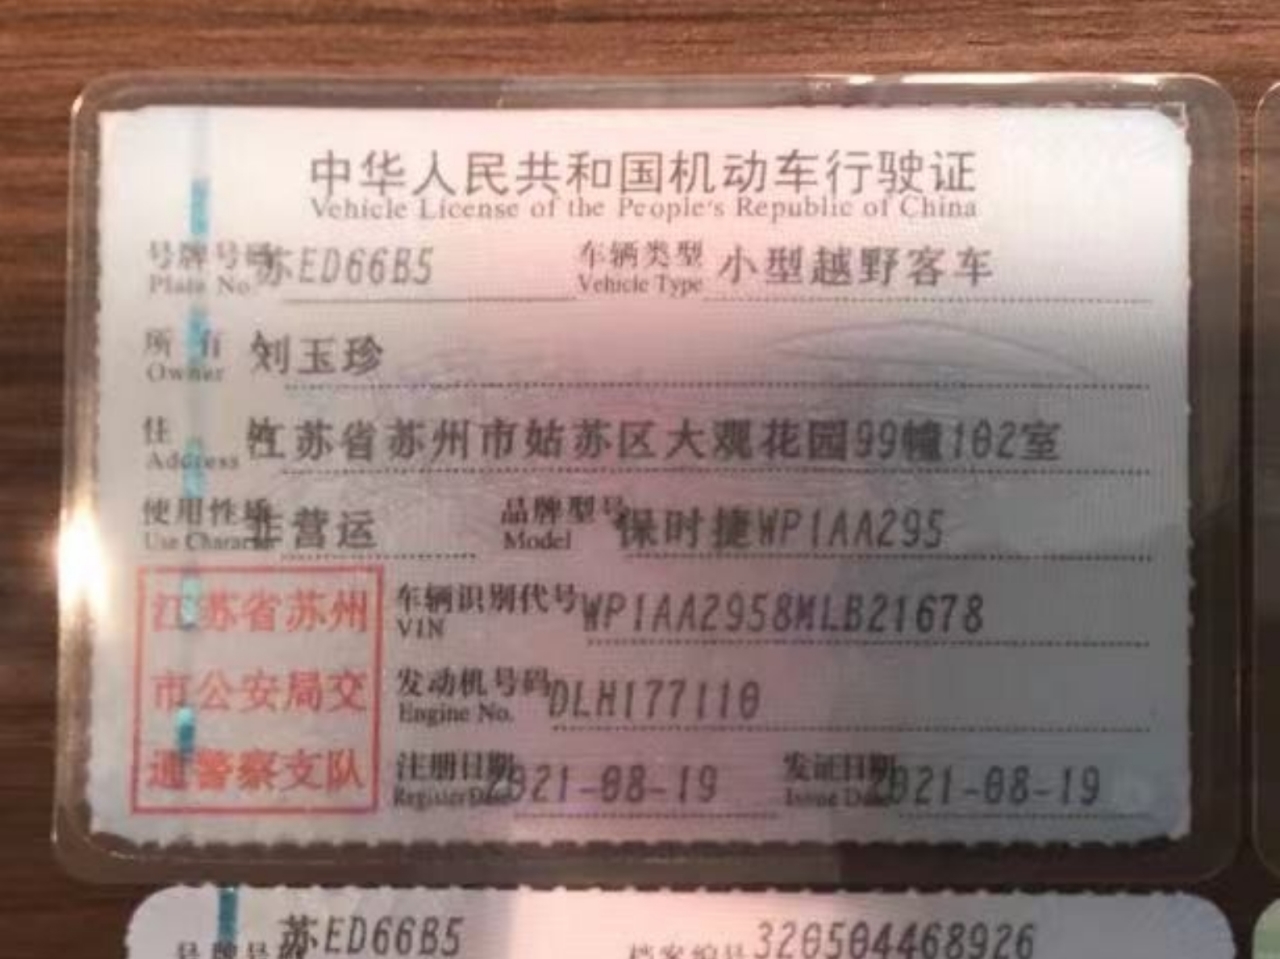 中华人民共和国机动车行驶证
Vehicle License of the People's Republic of China
号牌号码 苏ED66B5 车辆类型 小型越野客车
Plate No. Vehicle Type
所有人 刘玉珍
Owner
住址 江苏省苏州市姑苏区大观花园99幢102室
Address
使用性质 非营运 品牌型号 保时捷WP1AA295
Use Character Model
江苏省苏州
市公安局交
通警察支队
车辆识别代号 WP1AA2958MLB21678
VIN
发动机号码 DLH177110
Engine No.
注册日期 2021-08-19 发证日期 2021-08-19
Register Date Issue Date
号牌号码 苏ED66B5 档案编号 320504468926